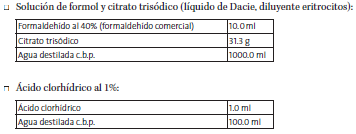 □ Solución de formol y citrato trisódico (líquido de Dacie, diluyente eritrocitos):
Formaldehido al 40% (formaldehido comercial) 10.0 ml
Citrato trisódico 31.3 g
Agua destilada c.b.p. 1000.0 ml
□ Ácido clorhídrico al 1%:
Ácido clorhídrico 1.0 ml
Agua destilada c.b.p. 100.0 ml